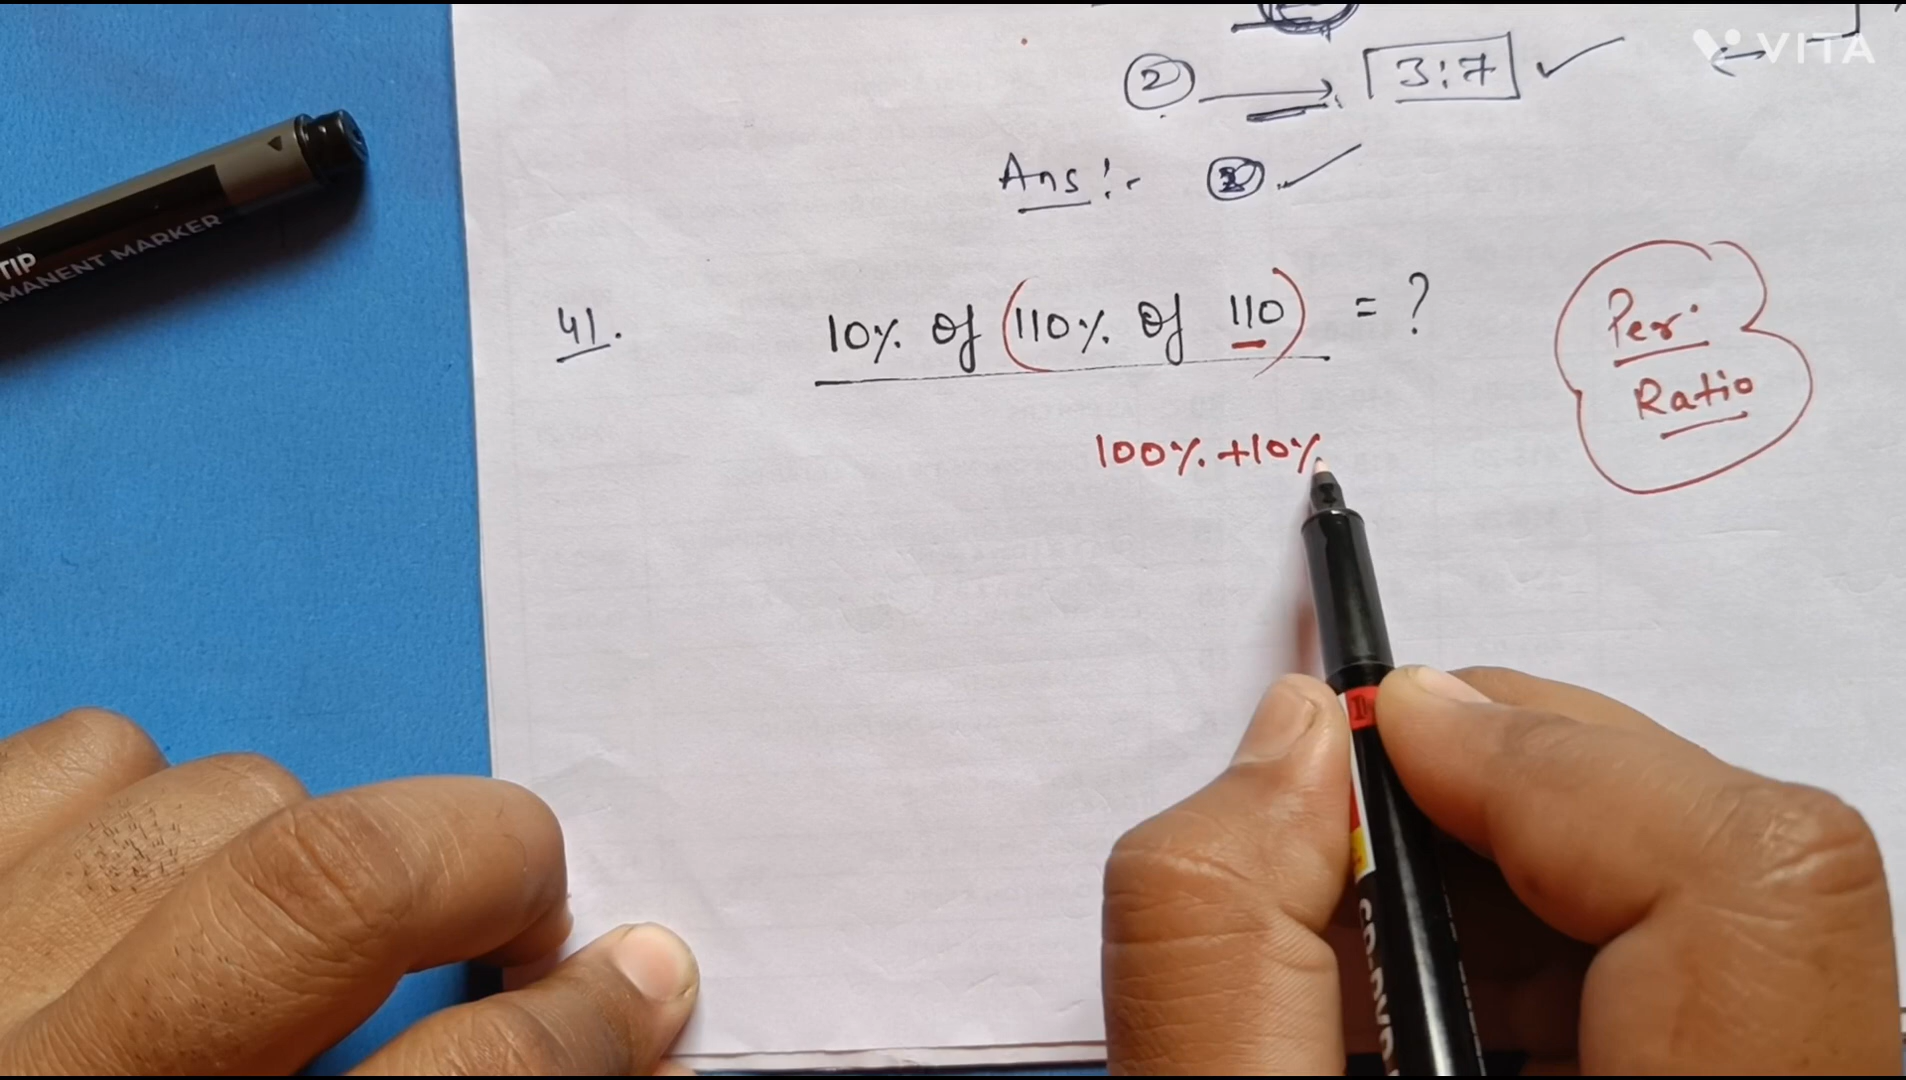 VITA
② → 3:7 ✓
Ans:-
TIP
MANENT MARKER
41. 10% of (110% of 110) = ?
Per.
Ratio
100% + 10%